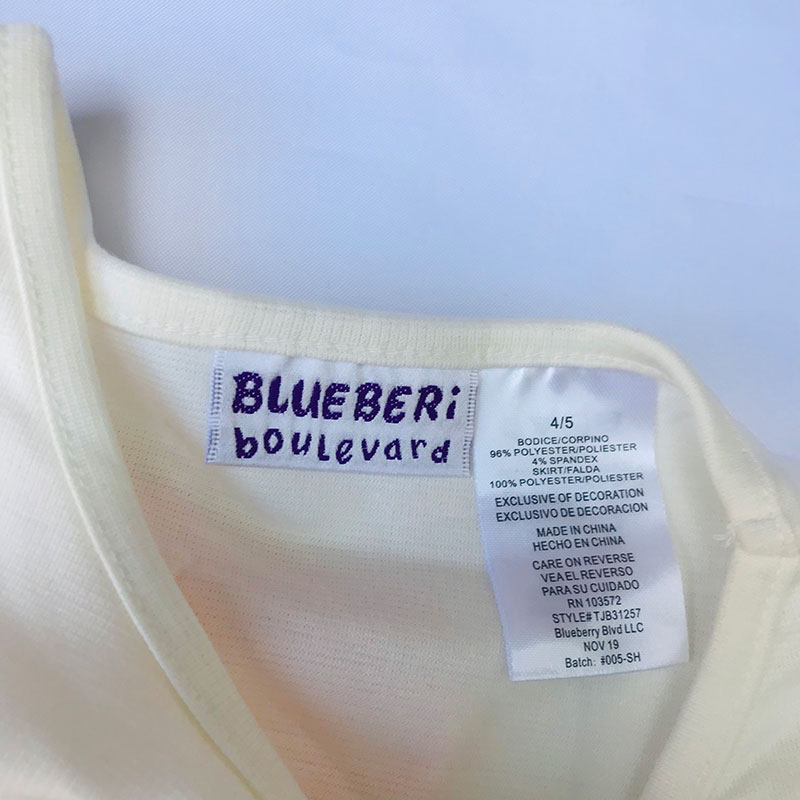 BLUEBERi
boulevard
4/5
BODICE/CORPINO
96% POLYESTER/POLIESTER
4% SPANDEX
SKIRT/FALDA
100% POLYESTER/POLIESTER
EXCLUSIVE OF DECORATION
EXCLUSIVO DE DECORACION
MADE IN CHINA
HECHO EN CHINA
CARE ON REVERSE
VEA EL REVERSO
PARA SU CUIDADO
RN 103572
STYLE# TJB31257
Blueberry Blvd LLC
NOV 19
Batch: #005-SH